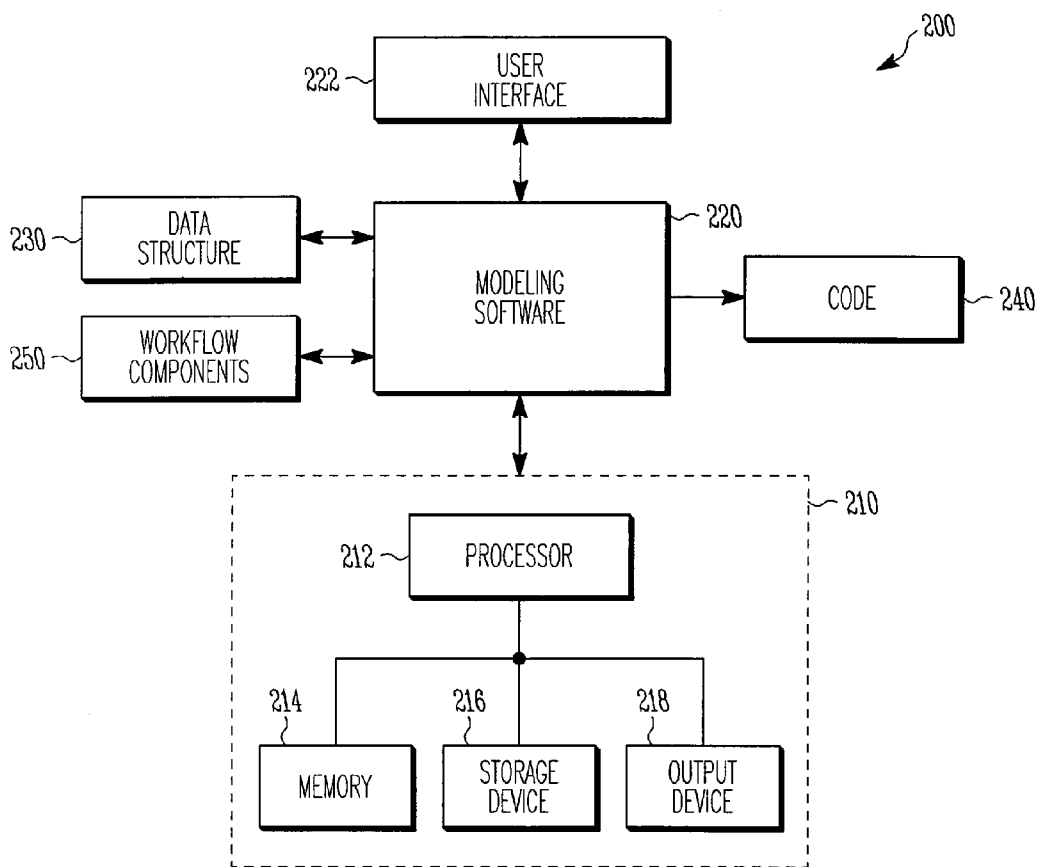 200
222
USER
INTERFACE
230
DATA
STRUCTURE
220
MODELING
SOFTWARE
CODE
240
250
WORKFLOW
COMPONENTS
210
212
PROCESSOR
214
MEMORY
216
STORAGE
DEVICE
218
OUTPUT
DEVICE